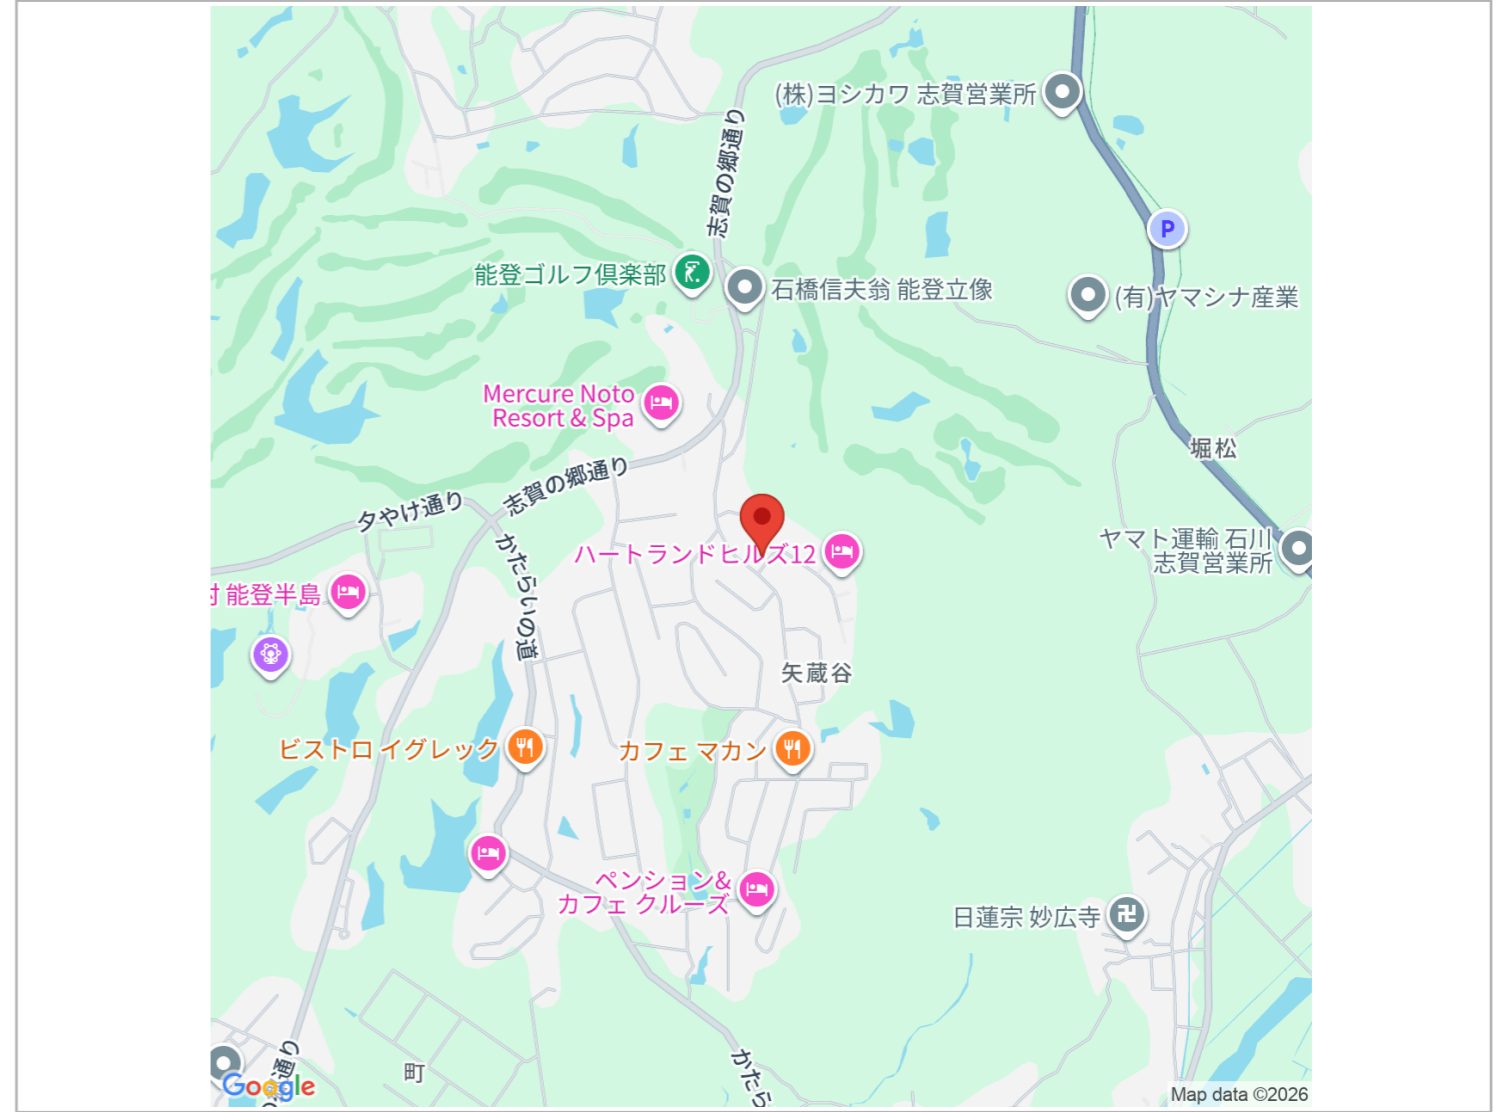 (株)ヨシカワ 志賀営業所
志賀の郷通り
P
能登ゴルフ倶楽部
石橋信夫翁 能登立像
(有)ヤマシナ産業
Mercure Noto
Resort & Spa
堀松
志賀の郷通り
夕やけ通り
ハートランドヒルズ12
ヤマト運輸 石川
志賀営業所
かたらいの道
能登半島
矢蔵谷
ビストロ イグレック
カフェ マカン
ペンション&
カフェ クルーズ
日蓮宗 妙広寺
卍
かたら
町
通り
Google
Map data ©2026